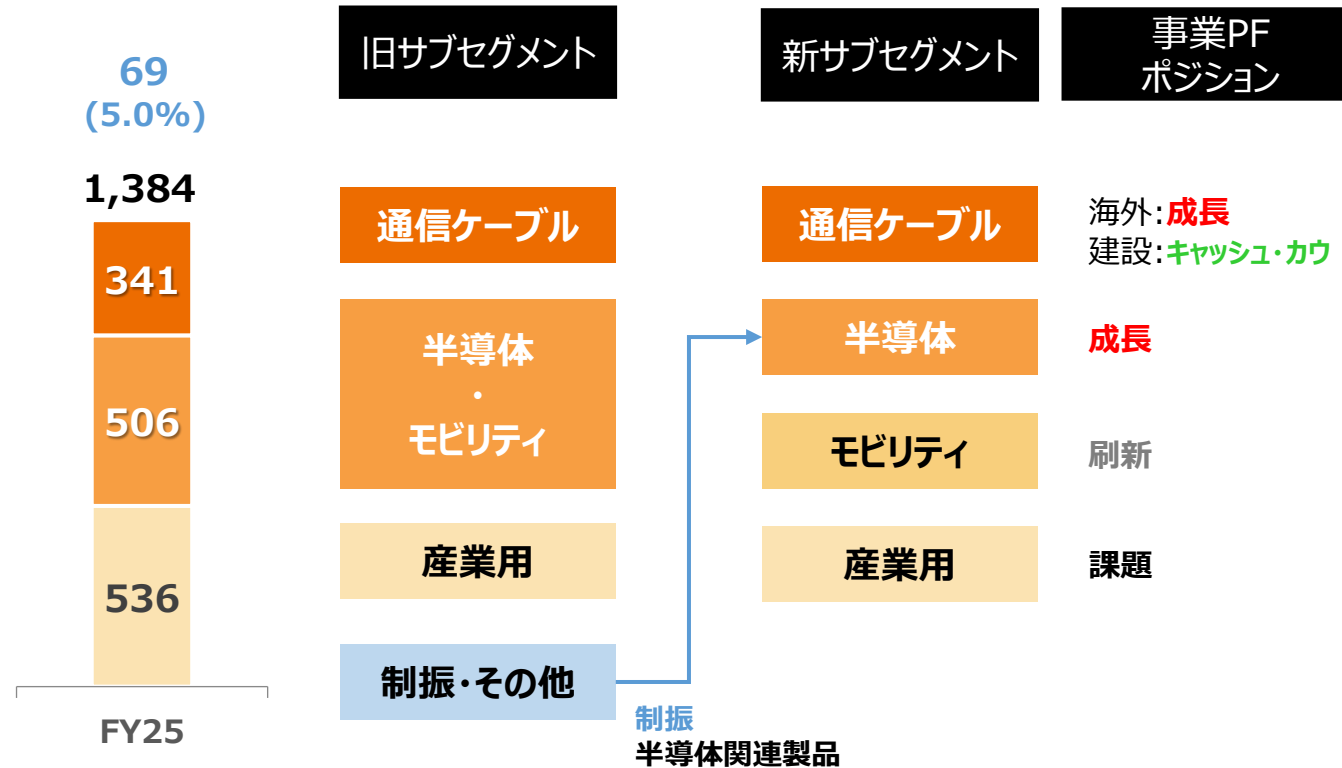 69
(5.0%)
1,384
341
506
536
FY25
旧サブセグメント
通信ケーブル
半導体
・
モビリティ
産業用
制振・その他
制振
半導体関連製品
新サブセグメント
通信ケーブル
半導体
モビリティ
産業用
事業PF
ポジション
海外：成長
建設：キャッシュ・カウ
成長
刷新
課題